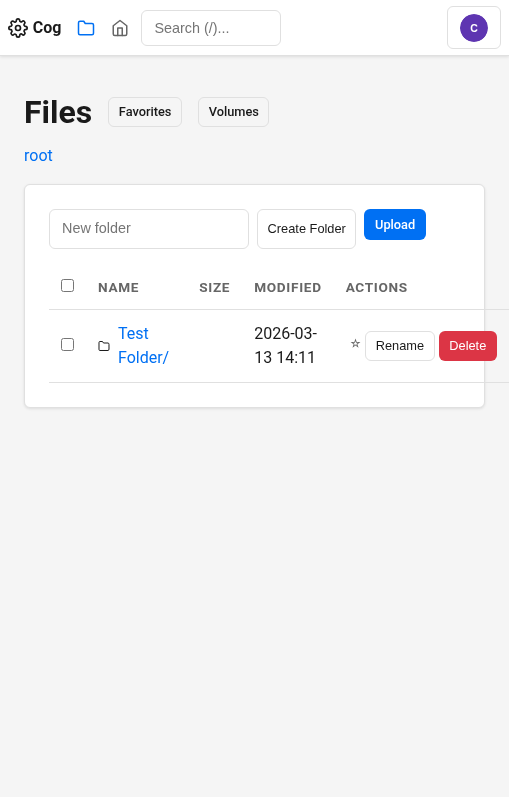 Cog
Search (/)...
C
Files
Favorites
Volumes
root
New folder
Create Folder
Upload
NAME SIZE MODIFIED ACTIONS
Test Folder/
2026-03-13 14:11
Rename
Delete